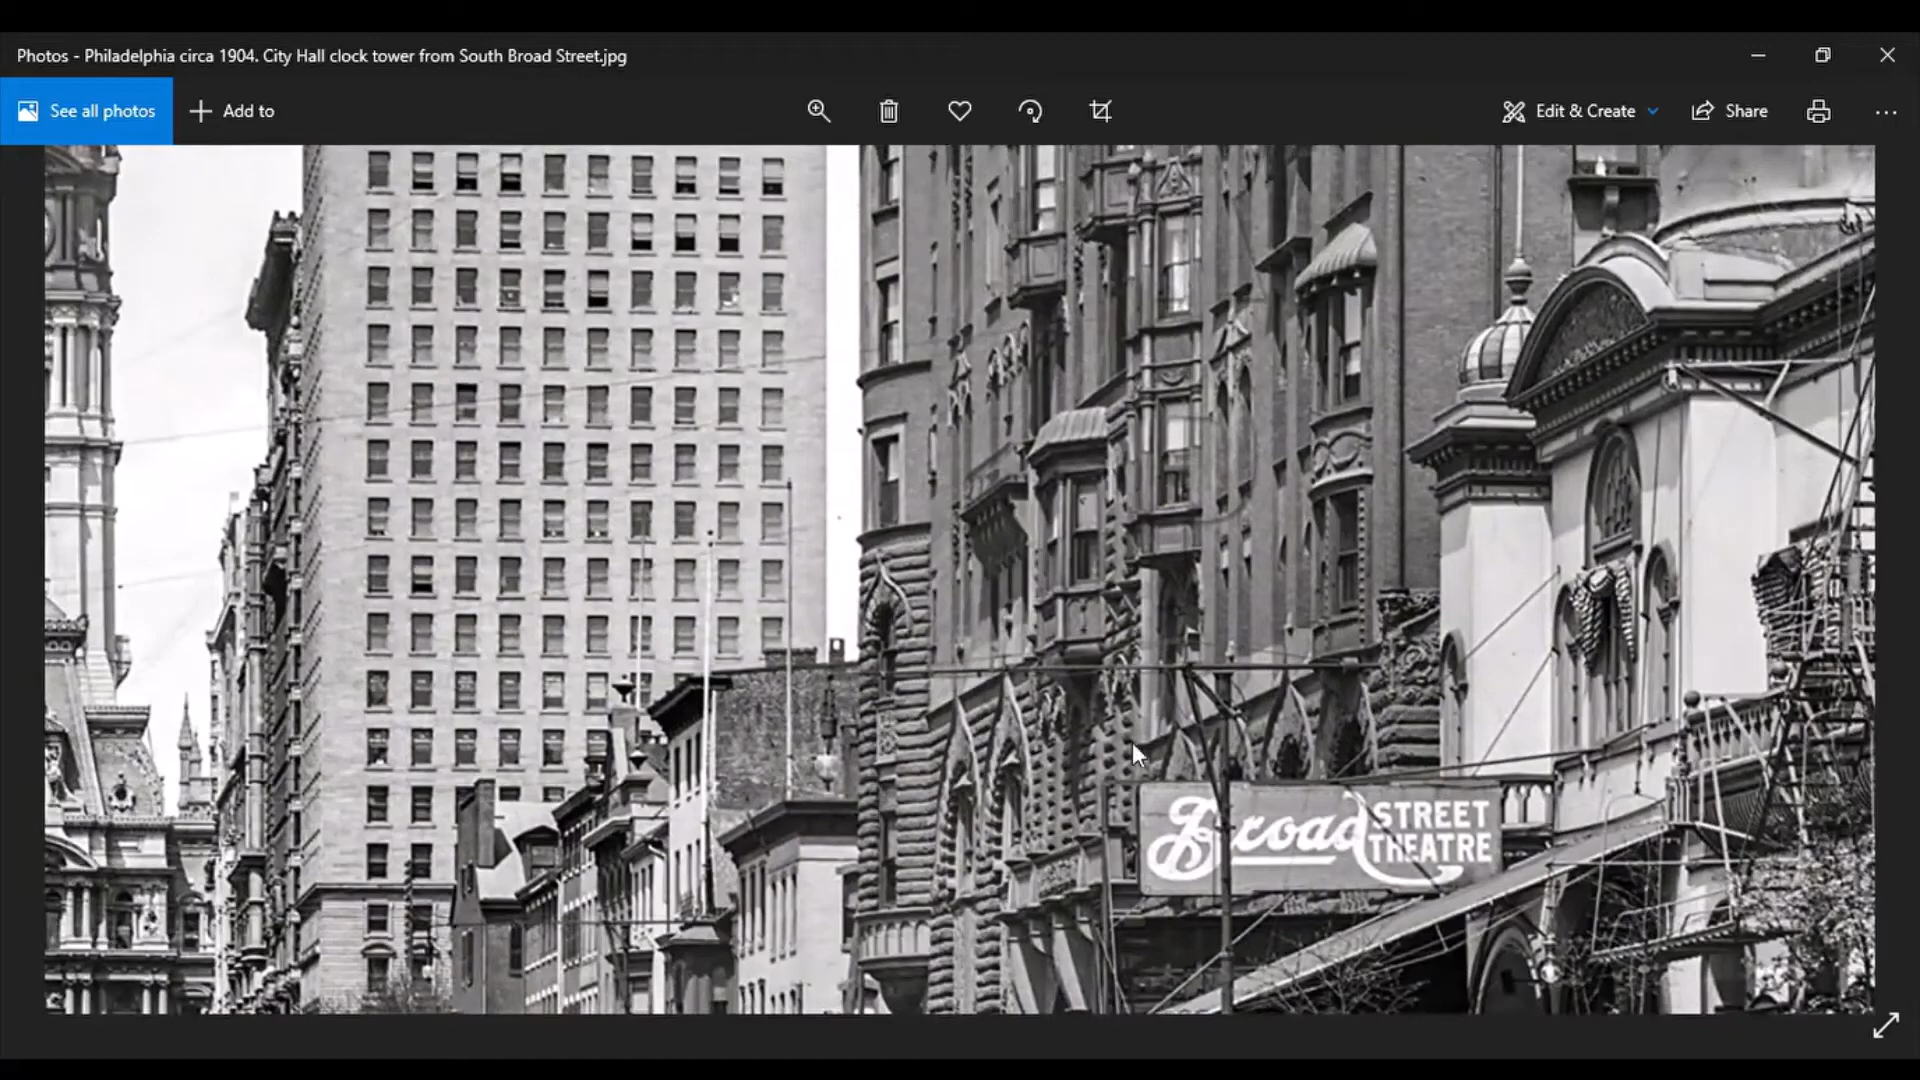 Photos - Philadelphia circa 1904. City Hall clock tower from South Broad Street.jpg
See all photos
Add to
Edit & Create
Share
Broad STREET
THEATRE